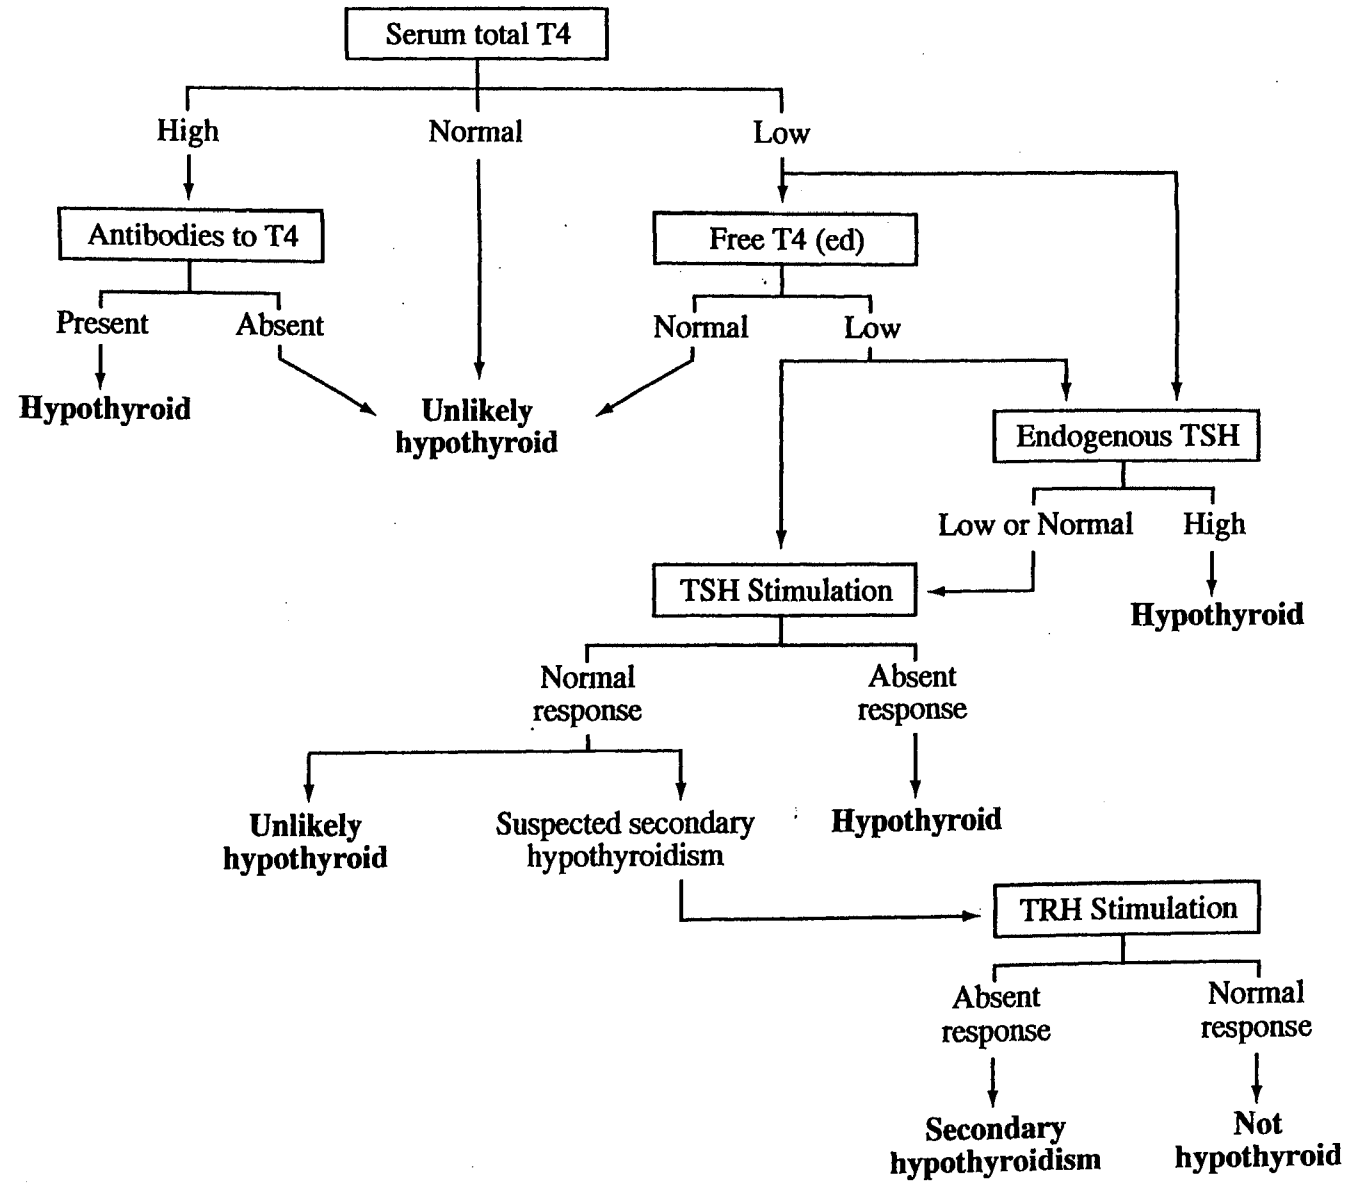 Serum total T4
High
Normal
Low
Antibodies to T4
Free T4 (ed)
Present
Absent
Normal
Low
Hypothyroid
Unlikely
hypothyroid
Endogenous TSH
Low or Normal
High
TSH Stimulation
Hypothyroid
Normal
response
Absent
response
Unlikely
hypothyroid
Suspected secondary
hypothyroidism
Hypothyroid
TRH Stimulation
Absent
response
Normal
response
Secondary
hypothyroidism
Not
hypothyroid